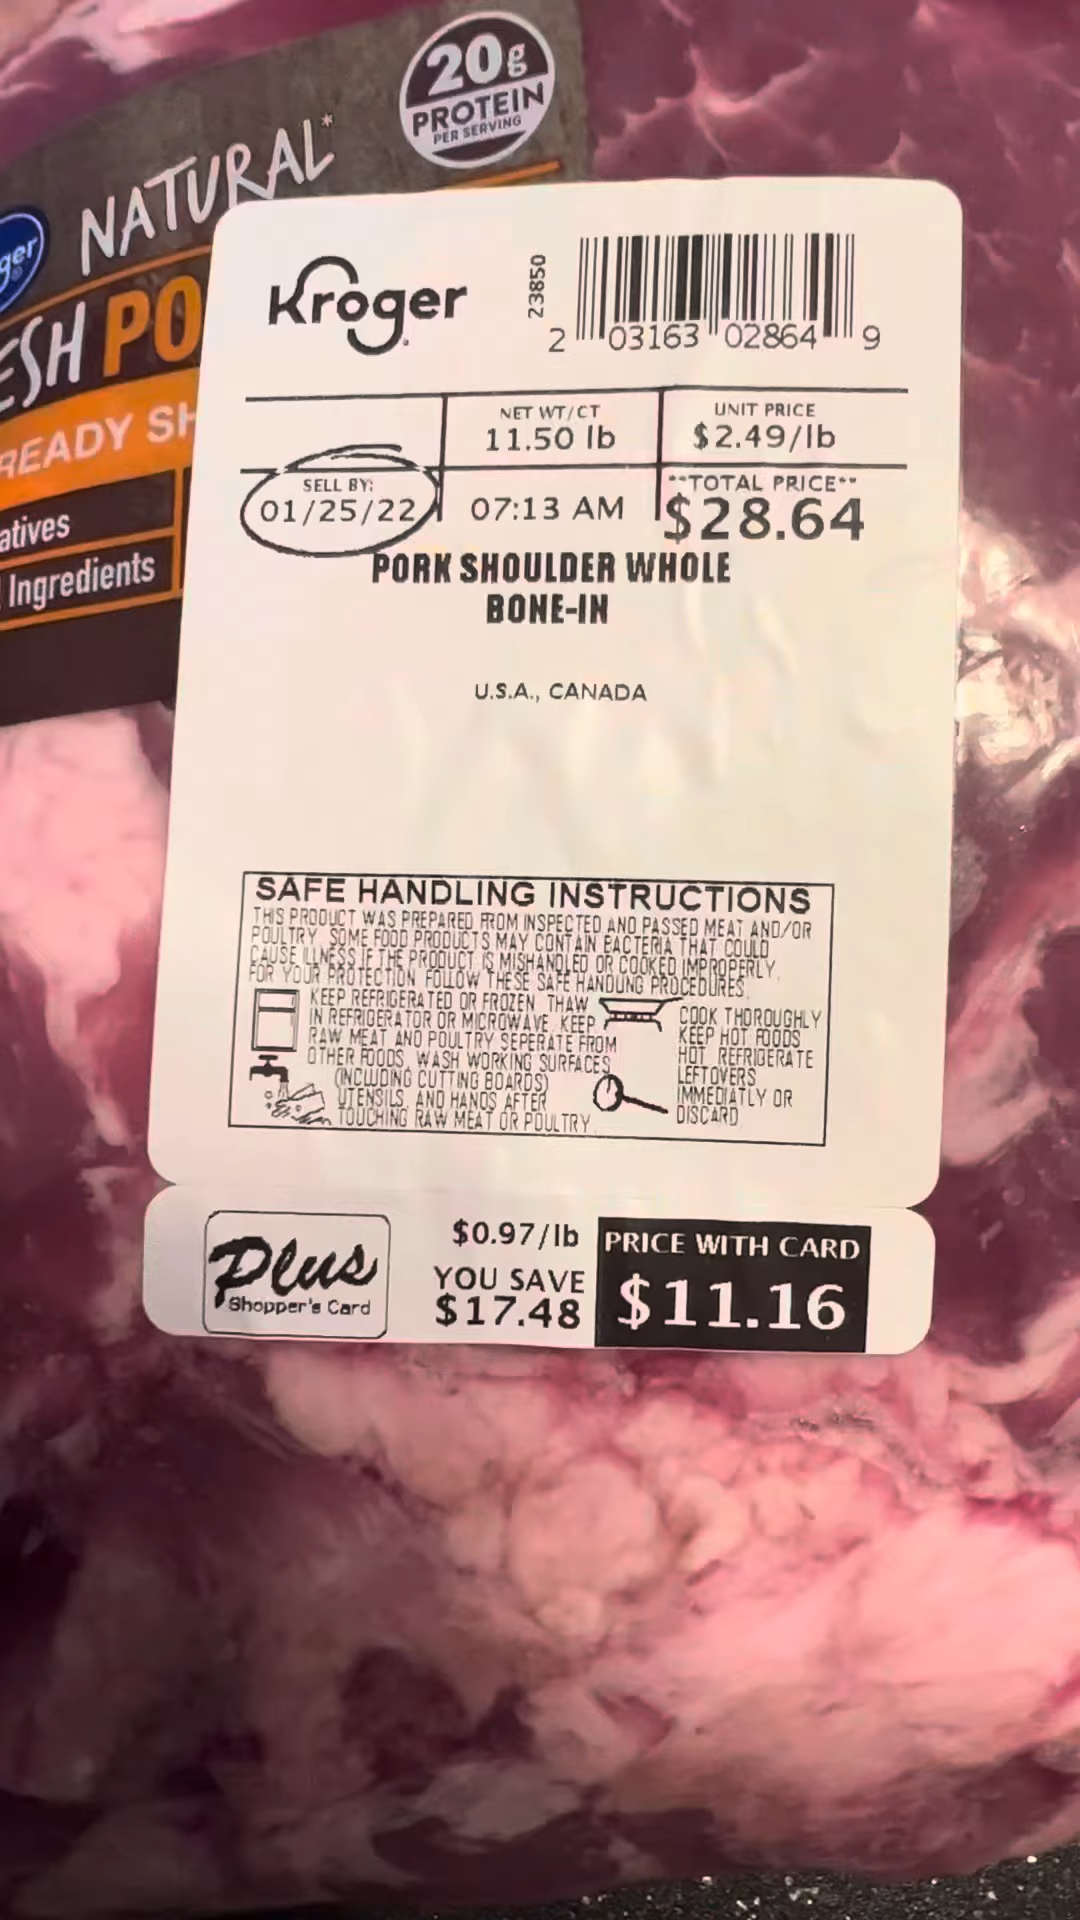 20g
PROTEIN
PER SERVING
NATURAL*
ger
ESH PO
READY SH
atives
Ingredients
Kroger
23850
2 03163 02864 9
NET WT/CT
11.50 lb
UNIT PRICE
$2.49/lb
SELL BY:
01/25/22
07:13 AM
**TOTAL PRICE**
$28.64
PORK SHOULDER WHOLE
BONE-IN
U.S.A., CANADA
SAFE HANDLING INSTRUCTIONS
THIS PRODUCT WAS PREPARED FROM INSPECTED AND PASSED MEAT AND/OR
POULTRY. SOME FOOD PRODUCTS MAY CONTAIN BACTERIA THAT COULD
CAUSE ILLNESS IF THE PRODUCT IS MISHANDLED OR COOKED IMPROPERLY.
FOR YOUR PROTECTION FOLLOW THESE SAFE HANDLING PROCEDURES.
KEEP REFRIGERATED OR FROZEN. THAW
IN REFRIGERATOR OR MICROWAVE. KEEP
RAW MEAT AND POULTRY SEPERATE FROM
OTHER FOODS. WASH WORKING SURFACES
(INCLUDING CUTTING BOARDS)
UTENSILS, AND HANDS AFTER
TOUCHING RAW MEAT OR POULTRY.
COOK THOROUGHLY
KEEP HOT FOODS
HOT. REFRIGERATE
LEFTOVERS
IMMEDIATLY OR
DISCARD
Plus
Shopper's Card
$0.97/lb
YOU SAVE
$17.48
PRICE WITH CARD
$11.16